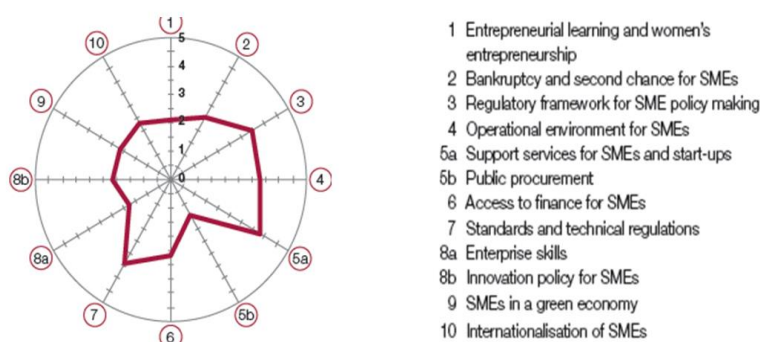 1
2
3
4
5a
5b
6
7
8a
8b
9
10
5
4
3
2
1
0
1 Entrepreneurial learning and women's
entrepreneurship
2 Bankruptcy and second chance for SMEs
3 Regulatory framework for SME policy making
4 Operational environment for SMEs
5a Support services for SMEs and start-ups
5b Public procurement
6 Access to finance for SMEs
7 Standards and technical regulations
8a Enterprise skills
8b Innovation policy for SMEs
9 SMEs in a green economy
10 Internationalisation of SMEs